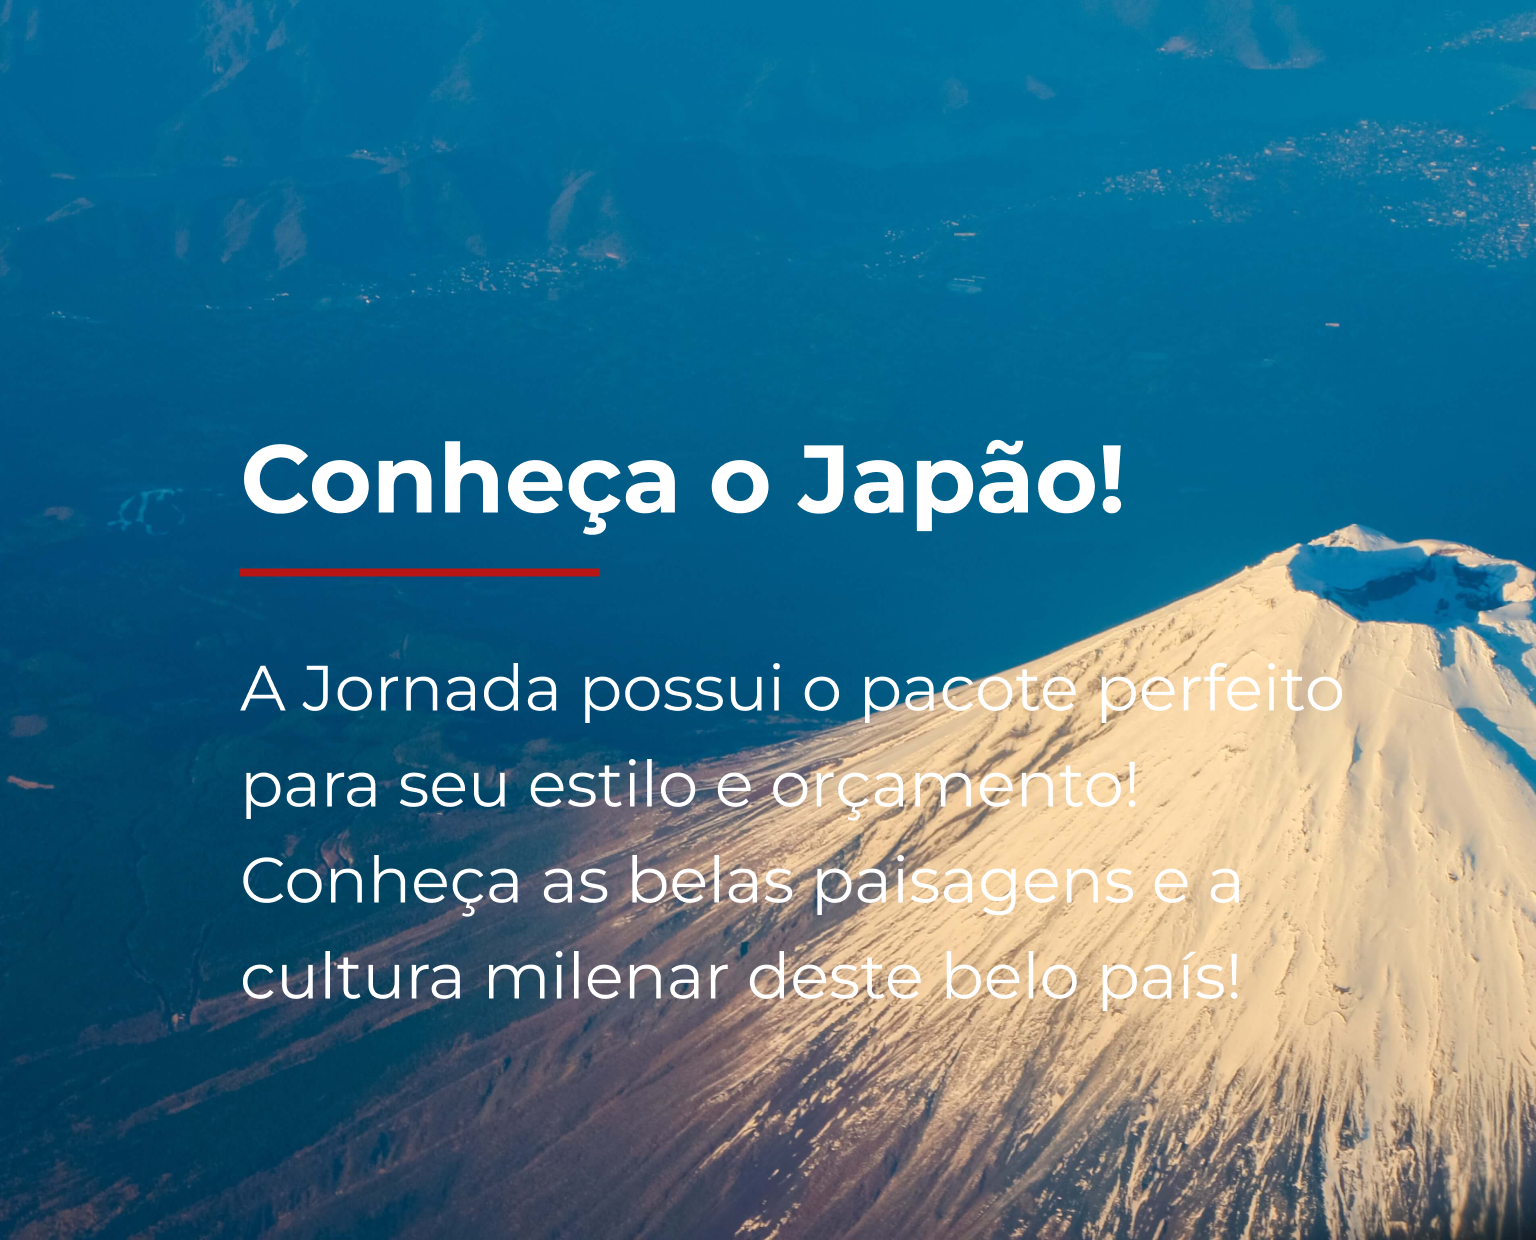 Conheça o Japão!
A Jornada possui o pacote perfeito
para seu estilo e orçamento!
Conheça as belas paisagens e a
cultura milenar deste belo país!